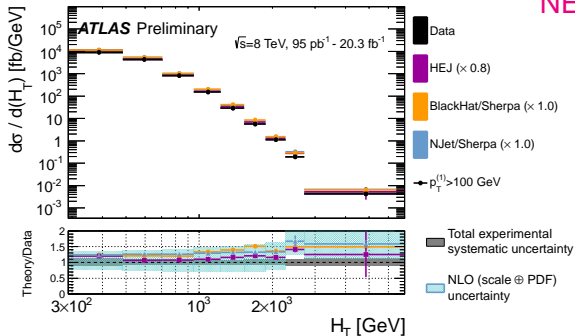 NE
ATLAS Preliminary
√s=8 TeV, 95 pb⁻¹ - 20.3 fb⁻¹
dσ / d(H_T) [fb/GeV]
10⁵
10⁴
10³
10²
10
1
10⁻¹
10⁻²
10⁻³
Data
HEJ (× 0.8)
BlackHat/Sherpa (× 1.0)
NJet/Sherpa (× 1.0)
p_T^(1)>100 GeV
Theory/Data
2
1.5
1
0.5
0
3×10²
10³
2×10³
H_T [GeV]
Total experimental
systematic uncertainty
NLO (scale ⊕ PDF)
uncertainty